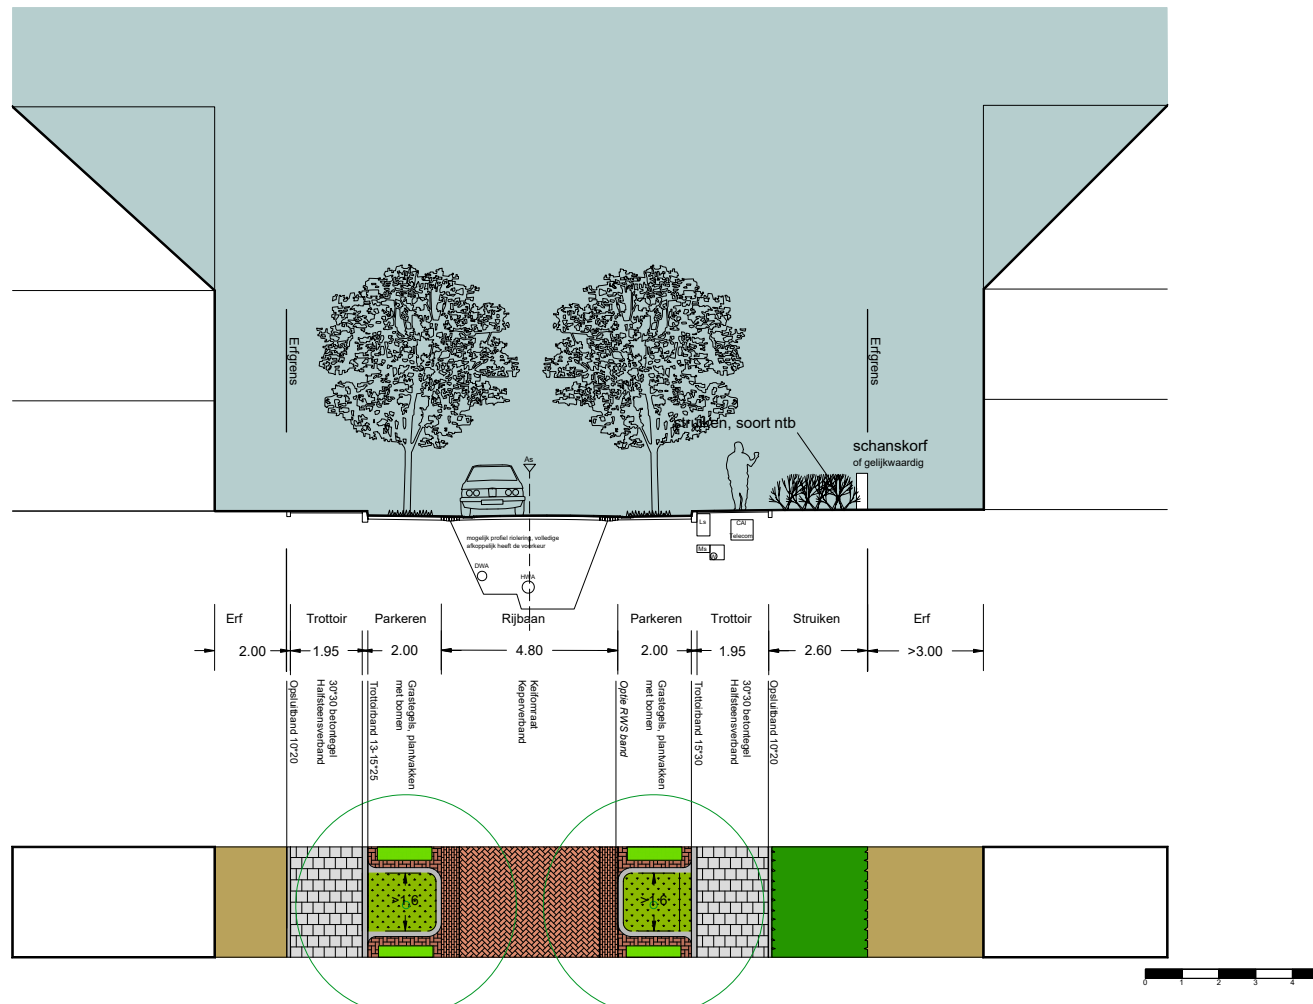 Erfgrens
Erfgrens
struiken, soort ntb
schanskorf
of gelijkwaardig
As
mogelijk profiel riolering, volledige
afkoppelijk heeft de voorkeur
DWA
HWA
Ls
CAI
Telecom
Ms
W
Erf
Trottoir
Parkeren
Rijbaan
Parkeren
Trottoir
Struiken
Erf
2.00
1.95
2.00
4.80
2.00
1.95
2.60
>3.00
Opsluitband 10*20
30*30 betontegel
Halfsteensverband
Trottoirband 13-15*25
Grastegels, plantvakken
met bomen
Keiformaat
Keperverband
Optie RWS band
Grastegels, plantvakken
met bomen
Trottoirband 15*30
30*30 betontegel
Halfsteensverband
Opsluitband 10*20
>1.6
>1.6
0 1 2 3 4